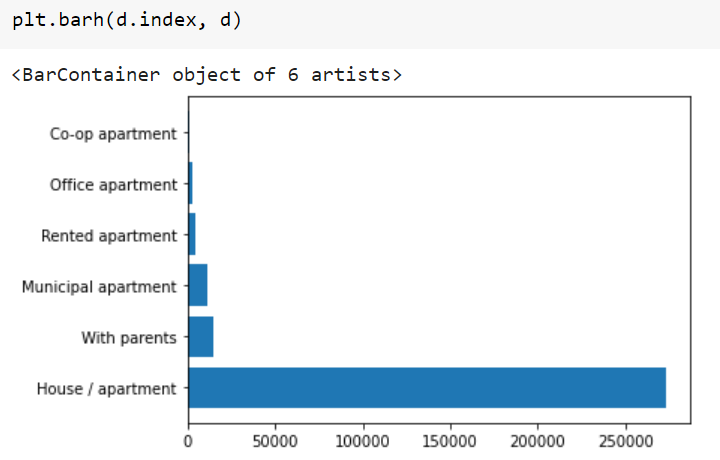 plt.barh(d.index, d)
<BarContainer object of 6 artists>
Co-op apartment
Office apartment
Rented apartment
Municipal apartment
With parents
House / apartment
0 50000 100000 150000 200000 250000